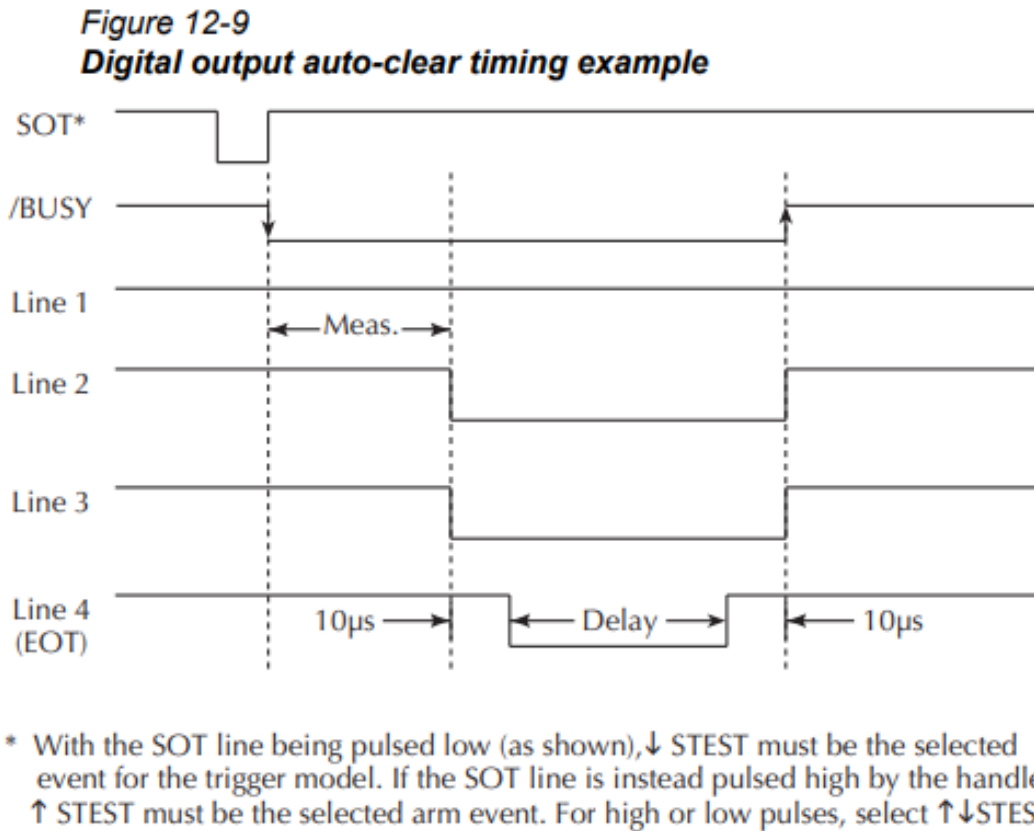 Figure 12-9
Digital output auto-clear timing example
SOT*
/BUSY
Line 1
Meas.
Line 2
Line 3
Line 4
(EOT)
10µs
Delay
10µs
* With the SOT line being pulsed low (as shown),↓ STEST must be the selected
event for the trigger model. If the SOT line is instead pulsed high by the
↑ STEST must be the selected arm event. For high or low pulses, select